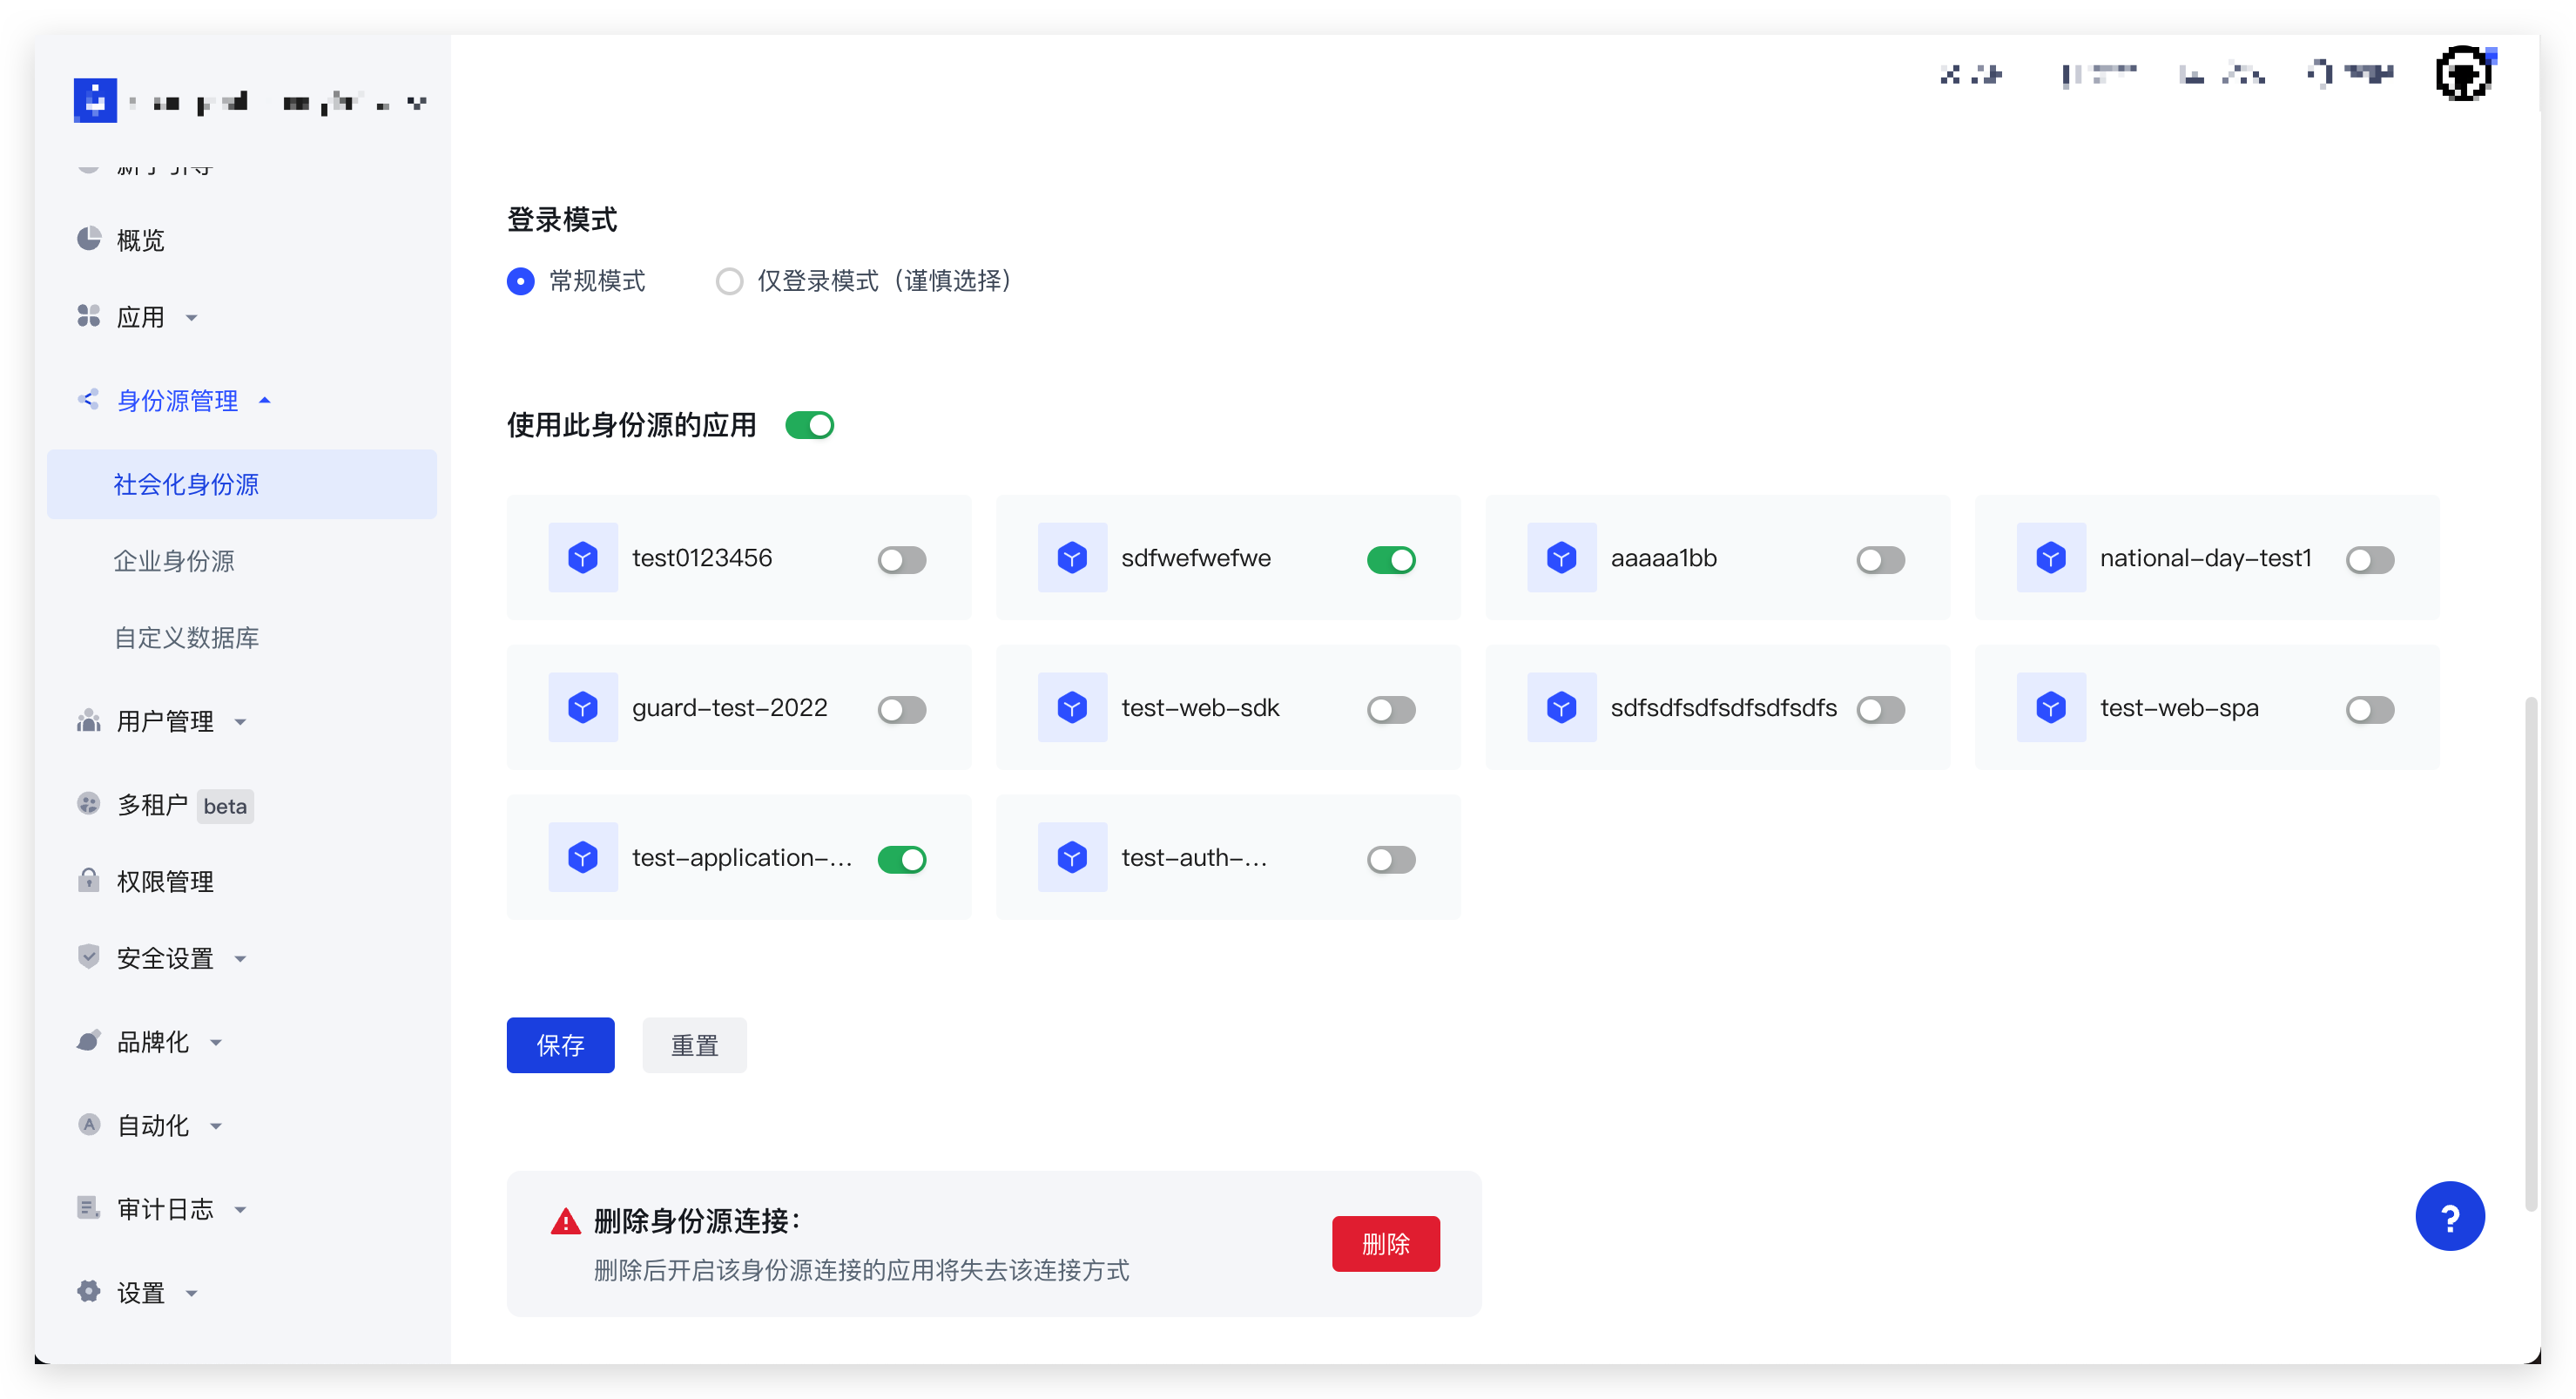 概览
应用
身份源管理
社会化身份源
企业身份源
自定义数据库
用户管理
多租户 beta
权限管理
安全设置
品牌化
自动化
审计日志
设置
登录模式
常规模式
仅登录模式（谨慎选择）
使用此身份源的应用
test0123456
sdfwefwefwe
aaaaa1bb
national-day-test1
guard-test-2022
test-web-sdk
sdfsdfsdfsdfsdfsdfs
test-web-spa
test-application-...
test-auth-...
保存
重置
删除身份源连接：
删除后开启该身份源连接的应用将失去该连接方式
删除
?